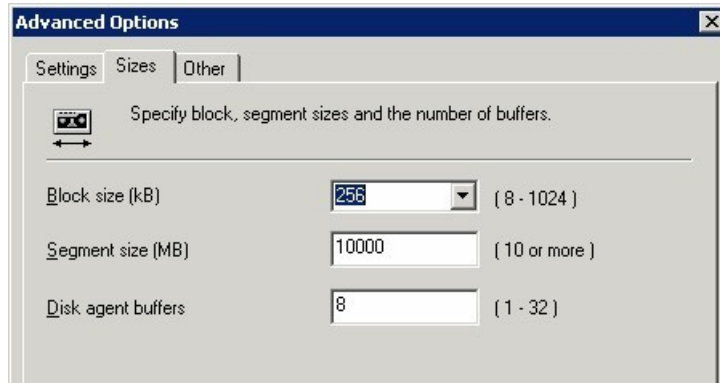 Advanced Options
Settings Sizes Other
Specify block, segment sizes and the number of buffers.
Block size (kB) 256 ( 8 - 1024 )
Segment size (MB) 10000 ( 10 or more )
Disk agent buffers 8 ( 1 - 32 )